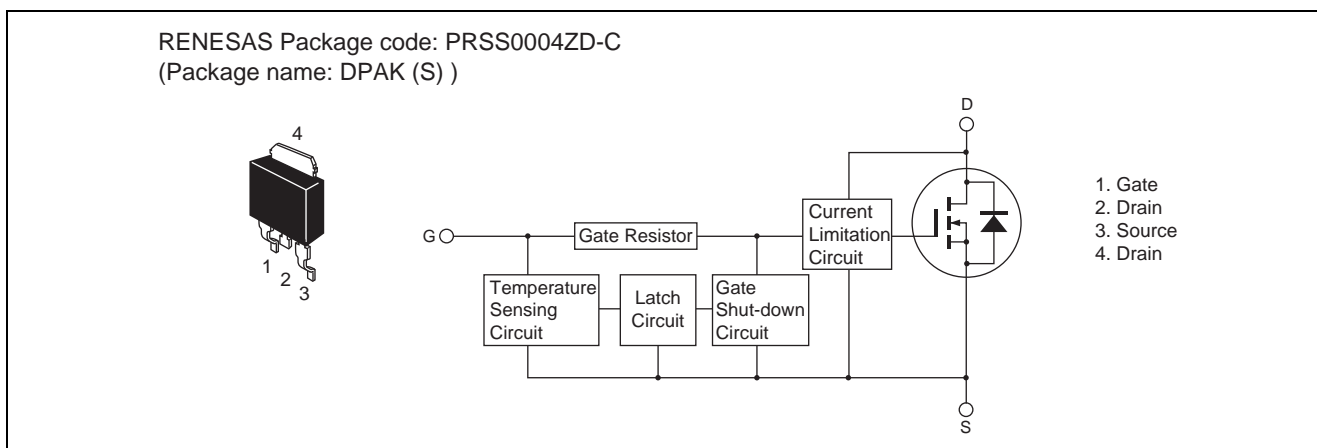 RENESAS Package code: PRSS0004ZD-C
(Package name: DPAK (S) )
4
1
2
3
D
G
Gate Resistor
Current
Limitation
Circuit
Temperature
Sensing
Circuit
Latch
Circuit
Gate
Shut-down
Circuit
S
1. Gate
2. Drain
3. Source
4. Drain